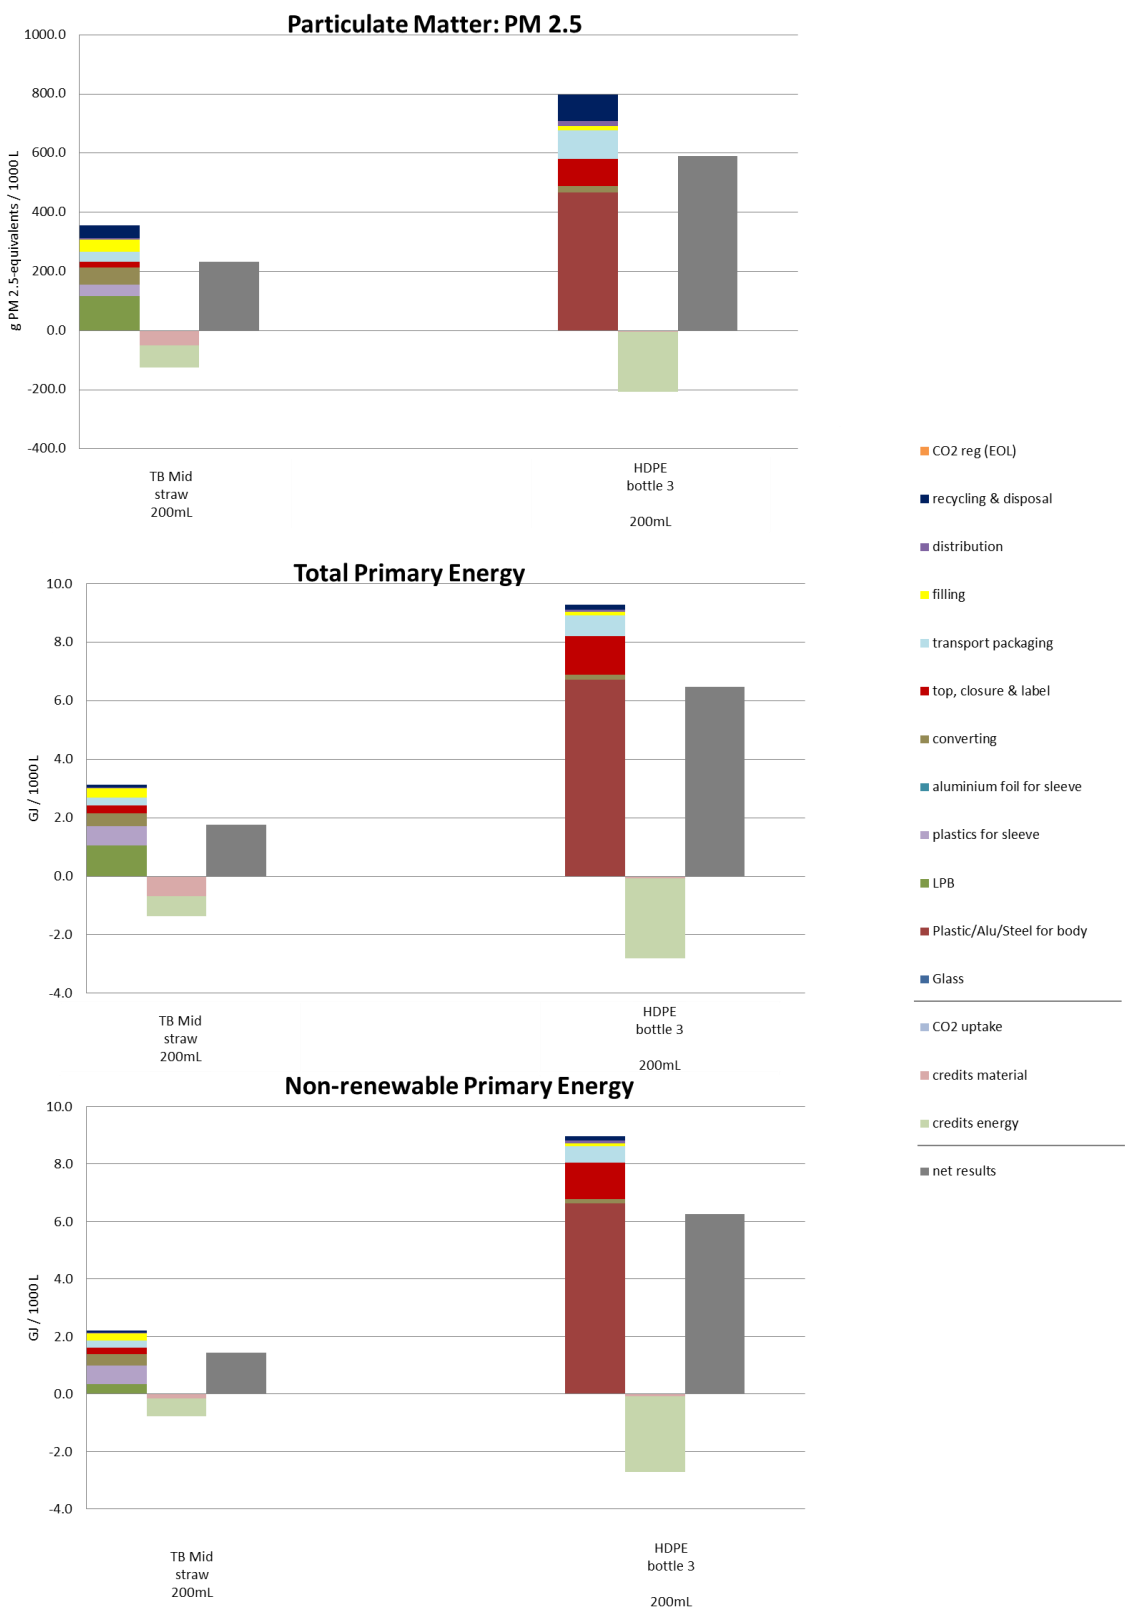 Particulate Matter: PM 2.5
1000.0
800.0
600.0
400.0
200.0
0.0
-200.0
-400.0
g PM 2.5-equivalents / 1000 L
TB Mid
straw
200mL
HDPE
bottle 3
200mL
Total Primary Energy
10.0
8.0
6.0
4.0
2.0
0.0
-2.0
-4.0
GJ / 1000 L
TB Mid
straw
200mL
HDPE
bottle 3
200mL
Non-renewable Primary Energy
10.0
8.0
6.0
4.0
2.0
0.0
-2.0
-4.0
GJ / 1000 L
TB Mid
straw
200mL
HDPE
bottle 3
200mL
CO2 reg (EOL)
recycling & disposal
distribution
filling
transport packaging
top, closure & label
converting
aluminium foil for sleeve
plastics for sleeve
LPB
Plastic/Alu/Steel for body
Glass
CO2 uptake
credits material
credits energy
net results